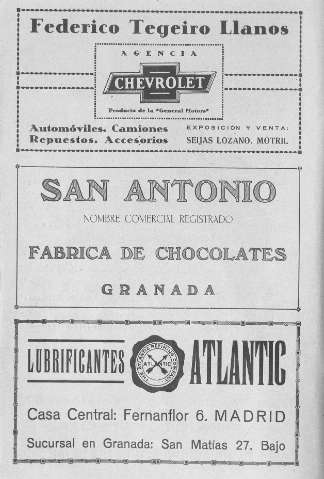 Federico Tegeiro Llanos
AGENCIA
CHEVROLET
Producto de la "General Motors"
Automóviles. Camiones
Repuestos. Accesorios
EXPOSICION Y VENTA:
SEIJAS LOZANO. MOTRIL
SAN ANTONIO
NOMBRE COMERCIAL REGISTRADO
FABRICA DE CHOCOLATES
GRANADA
LUBRIFICANTES
ATLANTIC
ATLANTIC
Casa Central: Fernanflor 6. MADRID
Sucursal en Granada: San Matías 27. Bajo